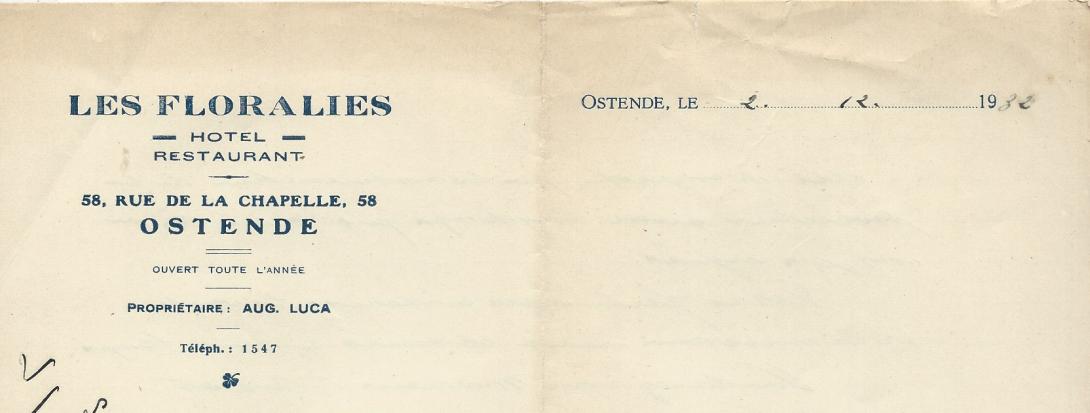 LES FLORALIES
HOTEL
RESTAURANT
58, RUE DE LA CHAPELLE, 58
OSTENDE
OUVERT TOUTE L'ANNÉE
PROPRIÉTAIRE : AUG. LUCA
Téléph. : 1547
OSTENDE, LE 2. 12. 1932